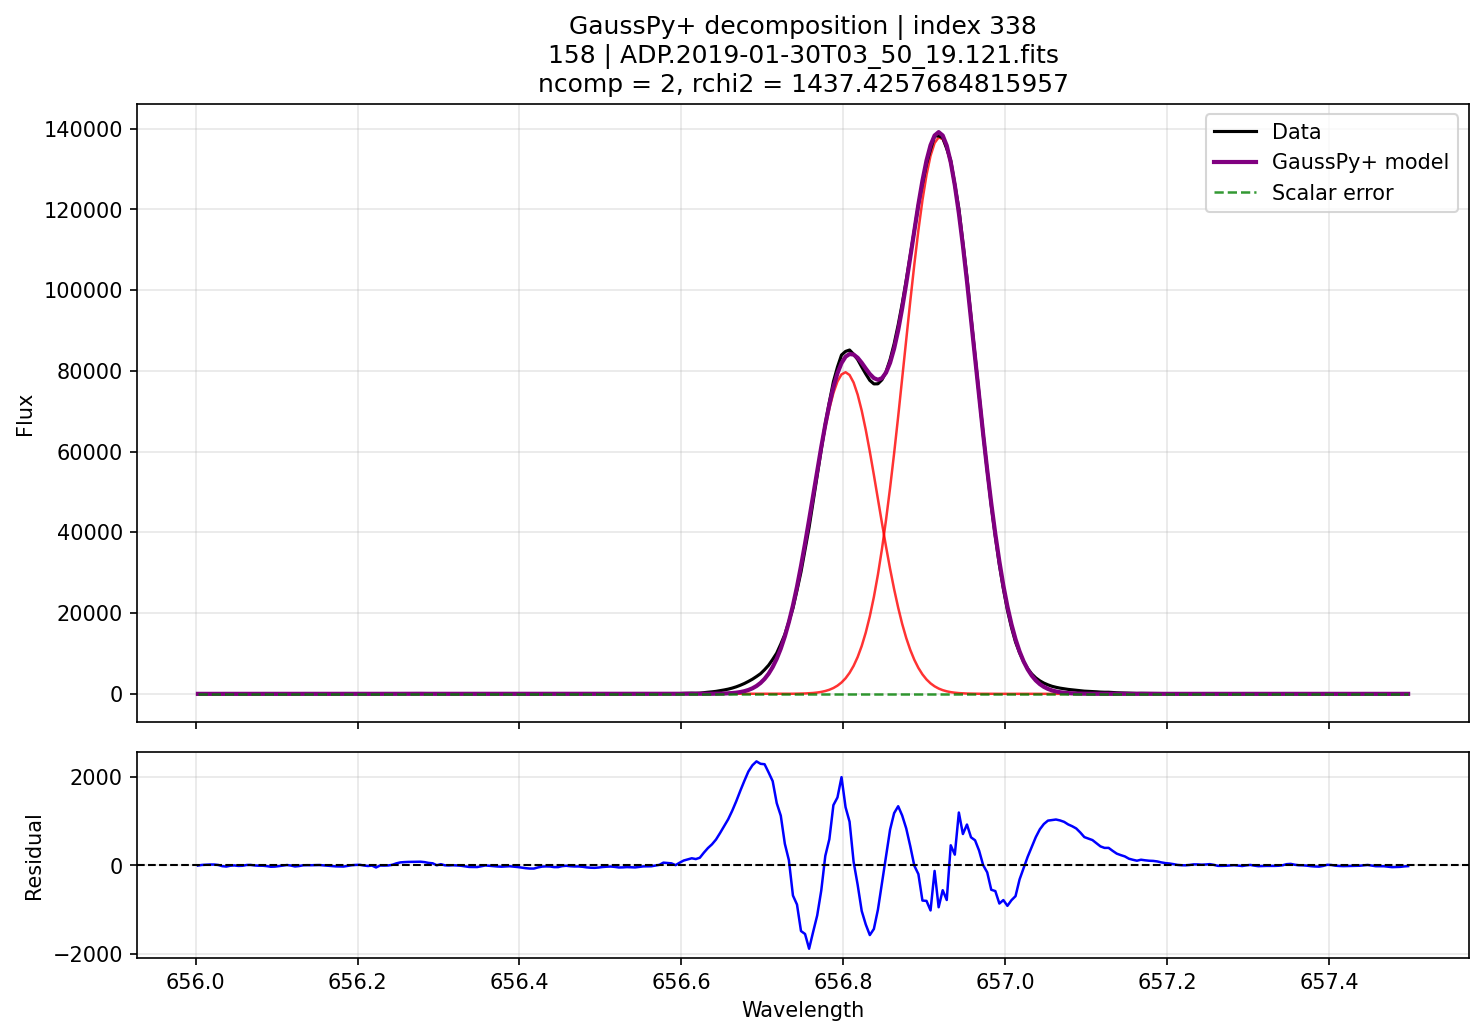 GaussPy+ decomposition | index 338
158 | ADP.2019-01-30T03_50_19.121.fits
ncomp = 2, rchi2 = 1437.4257684815957
Data
GaussPy+ model
Scalar error
Flux
140000
120000
100000
80000
60000
40000
20000
0
Residual
2000
0
−2000
656.0 656.2 656.4 656.6 656.8 657.0 657.2 657.4
Wavelength